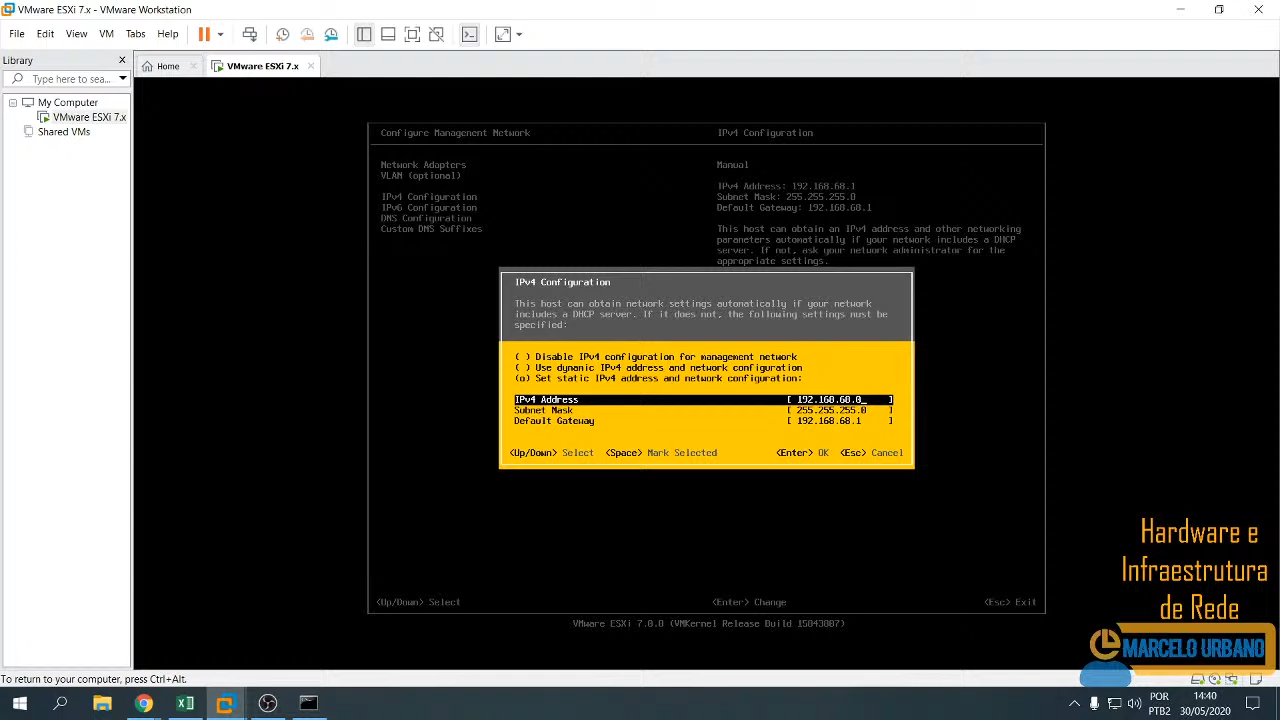 VMware ESXi 7.x - VMware Workstation
File Edit View VM Tabs Help
Library
Type here to sea...
My Computer
VMware ESXi 7.x
Shared VMs
Home
VMware ESXi 7.x
Configure Management Network
IPv4 Configuration
Network Adapters
VLAN (optional)
IPv4 Configuration
IPv6 Configuration
DNS Configuration
Custom DNS Suffixes
Manual
IPv4 Address: 192.168.68.1
Subnet Mask: 255.255.255.0
Default Gateway: 192.168.68.1
This host can obtain an IPv4 address and other networking
parameters automatically if your network includes a DHCP
server. If not, ask your network administrator for the
appropriate settings.
IPv4 Configuration
This host can obtain network settings automatically if your network
includes a DHCP server. If it does not, the following settings must be
specified:
( ) Disable IPv4 configuration for management network
( ) Use dynamic IPv4 address and network configuration
(o) Set static IPv4 address and network configuration:
IPv4 Address [ 192.168.68.8_ ]
Subnet Mask [ 255.255.255.0 ]
Default Gateway [ 192.168.68.1 ]
<Up/Down> Select <Space> Mark Selected <Enter> OK <Esc> Cancel
<Up/Down> Select <Enter> Change <Esc> Exit
VMware ESXi 7.0.0 (VMKernel Release Build 15843807)
Hardware e
Infraestrutura
de Rede
MARCELO URBANO
To return to your computer, press Ctrl+Alt.
POR
PTB2
14:40
30/05/2020